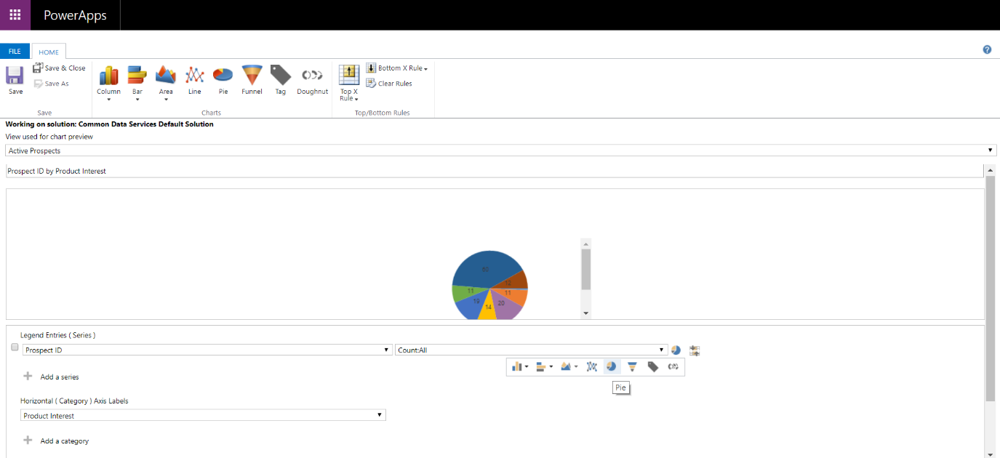 PowerApps
FILE
HOME
Save
Save & Close
Save As
Save
Column
Bar
Area
Line
Pie
Funnel
Tag
Doughnut
Charts
Top X
Rule
Bottom X Rule
Clear Rules
Top/Bottom Rules
Working on solution: Common Data Services Default Solution
View used for chart preview
Active Prospects
Prospect ID by Product Interest
50
12
11
11
19
20
14
Legend Entries ( Series )
Prospect ID
Count:All
Add a series
Pie
Horizontal ( Category ) Axis Labels
Product Interest
Add a category